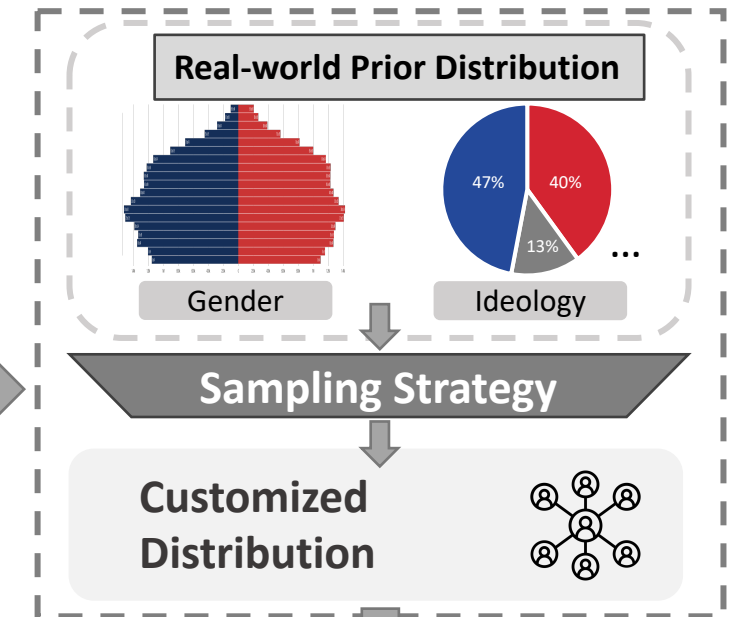 Real-world Prior Distribution
47%
40%
13%
...
Gender
Ideology
Sampling Strategy
Customized
Distribution